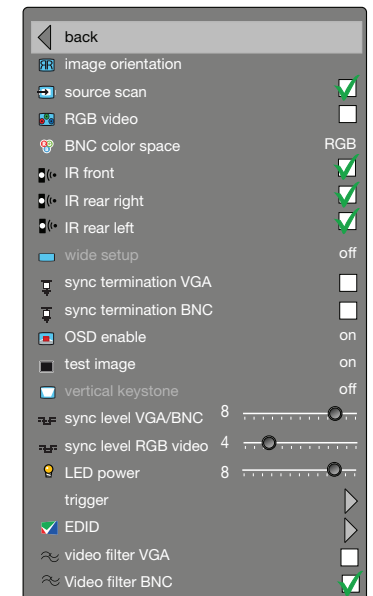 back
image orientation
source scan
RGB video
BNC color space RGB
IR front
IR rear right
IR rear left
wide setup off
sync termination VGA
sync termination BNC
OSD enable on
test image on
vertical keystone off
sync level VGA/BNC 8
sync level RGB video 4
LED power 8
trigger
EDID
video filter VGA
Video filter BNC